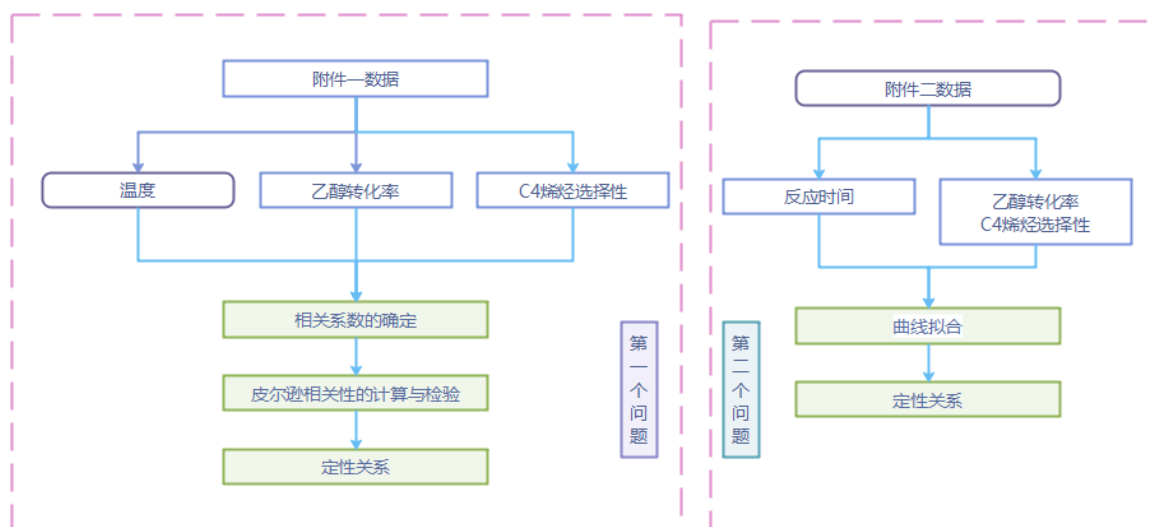 附件一数据
温度
乙醇转化率
C4烯烃选择性
相关系数的确定
皮尔逊相关性的计算与检验
定性关系
第一个问题
附件二数据
反应时间
乙醇转化率
C4烯烃选择性
曲线拟合
定性关系
第二个问题